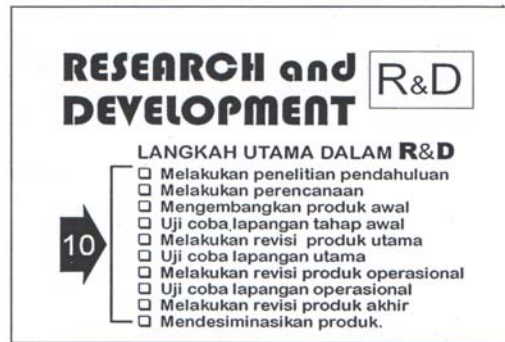 RESEARCH and
DEVELOPMENT
R&D
LANGKAH UTAMA DALAM R&D
10
Melakukan penelitian pendahuluan
Melakukan perencanaan
Mengembangkan produk awal
Uji coba lapangan tahap awal
Melakukan revisi produk utama
Uji coba lapangan utama
Melakukan revisi produk operasional
Uji coba lapangan operasional
Melakukan revisi produk akhir
Mendesiminasikan produk.